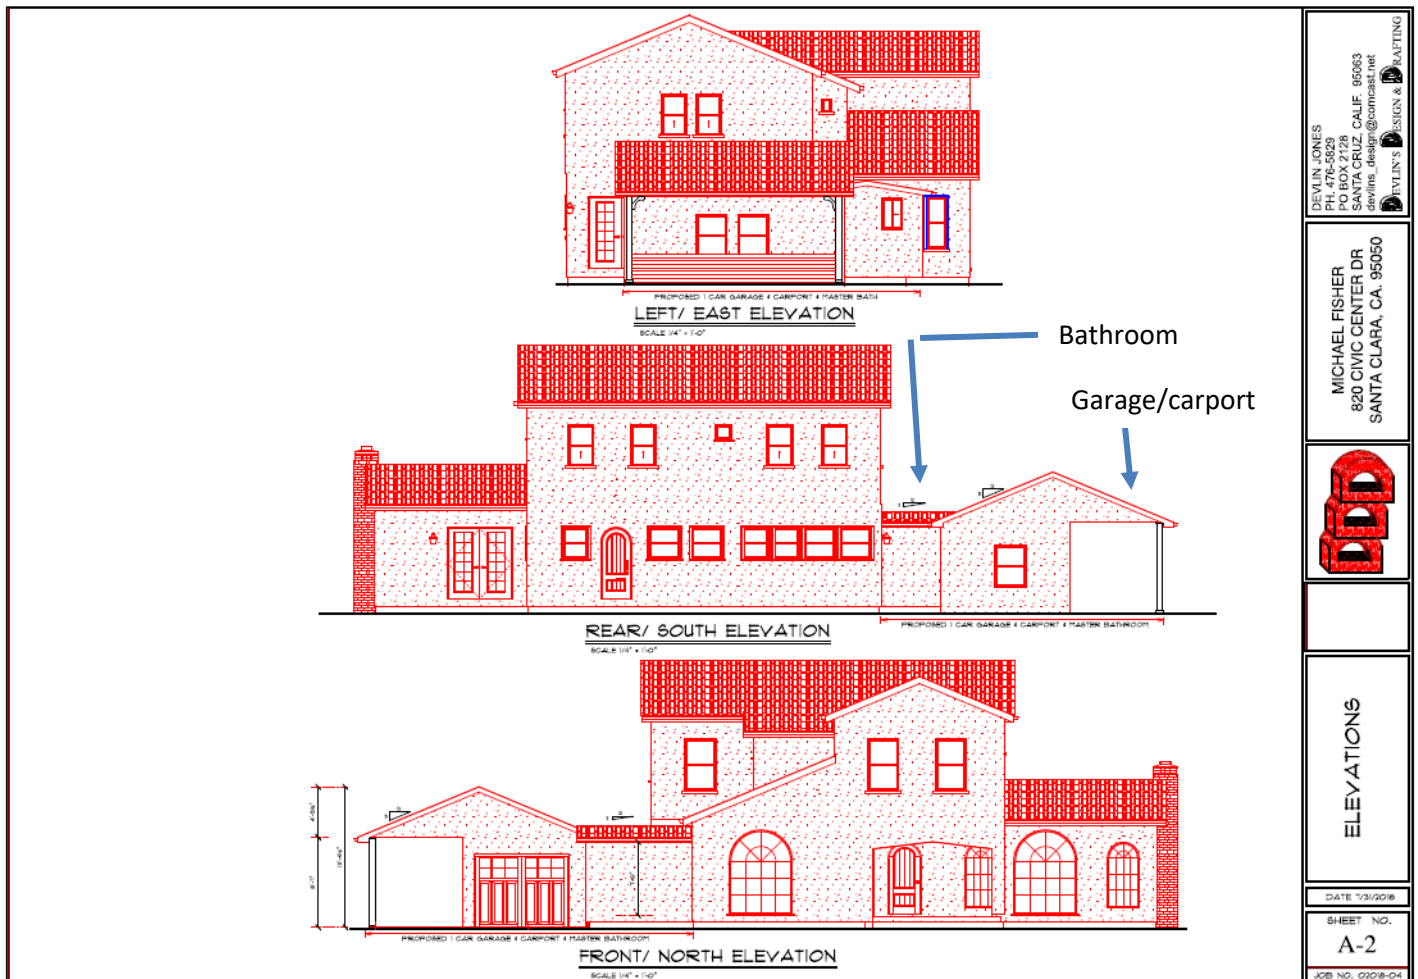 PROPOSED 1 CAR GARAGE & CARPORT & MASTER BATH
LEFT/ EAST ELEVATION
SCALE 1/4" = 1'-0"
Bathroom
Garage/carport
PROPOSED 1 CAR GARAGE & CARPORT & MASTER BATHROOM
REAR/ SOUTH ELEVATION
SCALE 1/4" = 1'-0"
PROPOSED 1 CAR GARAGE & CARPORT & MASTER BATHROOM
FRONT/ NORTH ELEVATION
SCALE 1/4" = 1'-0"
DEVLIN JONES
PH. 476-5829
PO BOX 2128
SANTA CRUZ, CALIF. 95063
devlins_design@comcast.net
DEVLIN'S DESIGN & DRAFTING
MICHAEL FISHER
820 CIVIC CENTER DR
SANTA CLARA, CA. 95050
DDD
ELEVATIONS
DATE 7/31/2018
SHEET NO.
A-2
JOB NO. 02018-04